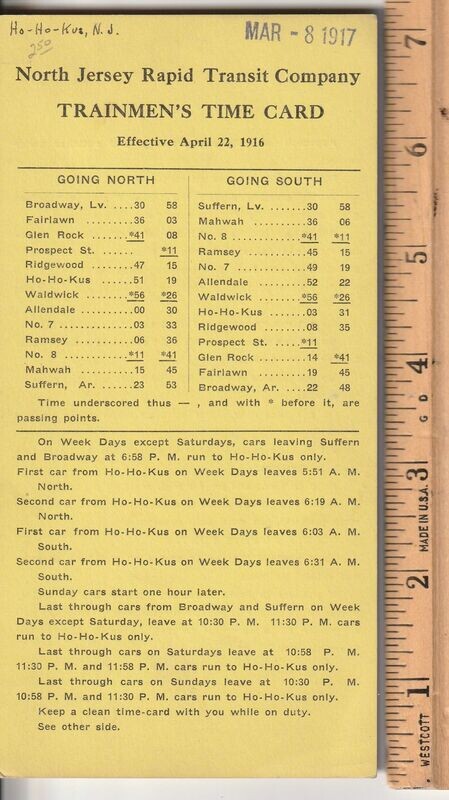 Ho-Ho-Kus, N.J.
250
MAR - 8 1917
North Jersey Rapid Transit Company
TRAINMEN'S TIME CARD
Effective April 22, 1916
GOING NORTH
Broadway, Lv. ....30 58
Fairlawn .........36 03
Glen Rock .....*41 08
Prospect St. ...... *11
Ridgewood ........47 15
Ho-Ho-Kus ......51 19
Waldwick ........*56 *26
Allendale ........00 30
No. 7 ............03 33
Ramsey ..........06 36
No. 8 ...........*11 *41
Mahwah ..........15 45
Suffern, Ar. .....23 53
GOING SOUTH
Suffern, Lv. ......30 58
Mahwah ..........36 06
No. 8 ...........*41 *11
Ramsey ..........45 15
No. 7 ............49 19
Allendale ........52 22
Waldwick .......*56 *26
Ho-Ho-Kus ......03 31
Ridgewood .......08 35
Prospect St. .....*11
Glen Rock .......14 *41
Fairlawn .........19 45
Broadway, Ar. ....22 48
Time underscored thus — , and with * before it, are
passing points.
On Week Days except Saturdays, cars leaving Suffern
and Broadway at 6:58 P. M. run to Ho-Ho-Kus only.
First car from Ho-Ho-Kus on Week Days leaves 5:51 A. M.
North.
Second car from Ho-Ho-Kus on Week Days leaves 6:19 A. M.
North.
First car from Ho-Ho-Kus on Week Days leaves 6:03 A. M.
South.
Second car from Ho-Ho-Kus on Week Days leaves 6:31 A. M.
South.
Sunday cars start one hour later.
Last through cars from Broadway and Suffern on Week
Days except Saturday, leave at 10:30 P. M. 11:30 P. M. cars
run to Ho-Ho-Kus only.
Last through cars on Saturdays leave at 10:58 P. M.
11:30 P. M. and 11:58 P. M. cars run to Ho-Ho-Kus only.
Last through cars on Sundays leave at 10:30 P. M.
10:58 P. M. and 11:30 P. M. cars run to Ho-Ho-Kus only.
Keep a clean time-card with you while on duty.
See other side.
7
6
5
4
3
2
1
G D
MADE IN U.S.A.
WESTCOTT